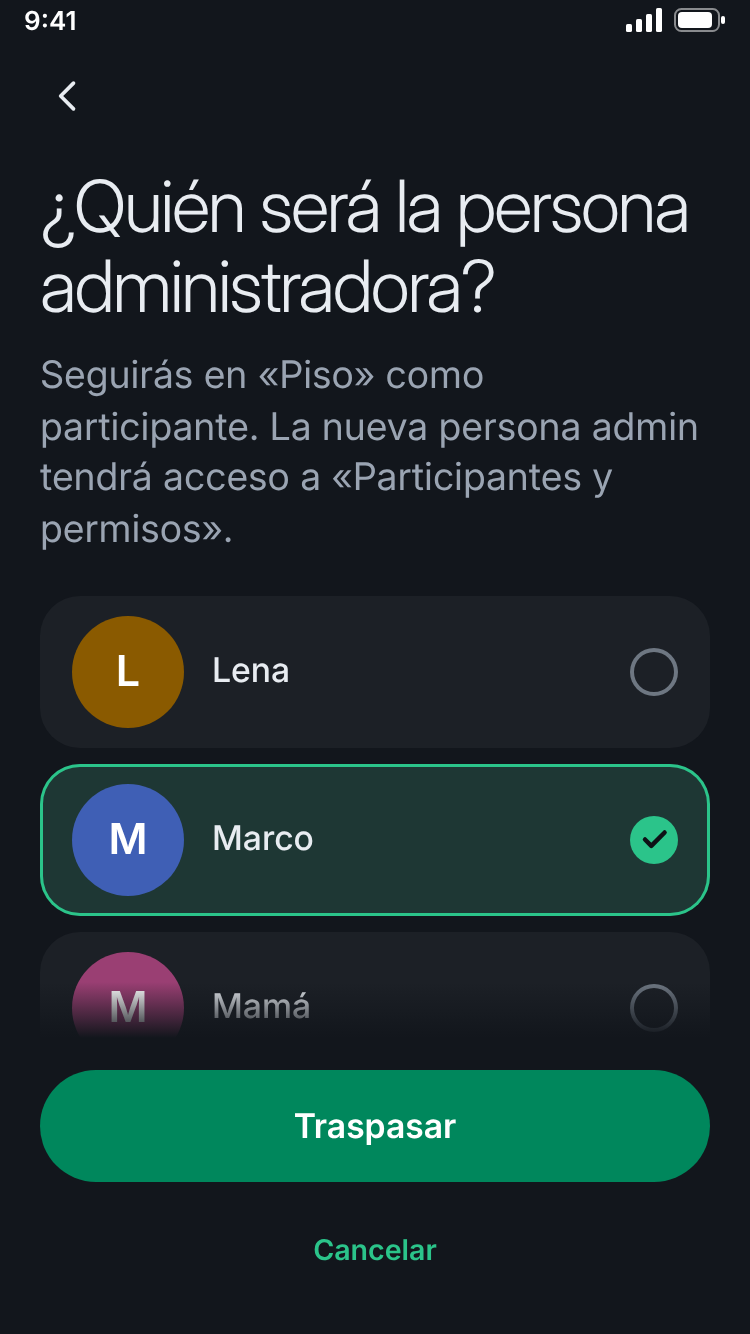 9:41
¿Quién será la persona
administradora?
Seguirás en «Piso» como
participante. La nueva persona admin
tendrá acceso a «Participantes y
permisos».
L
Lena
M
Marco
M
Mamá
Traspasar
Cancelar